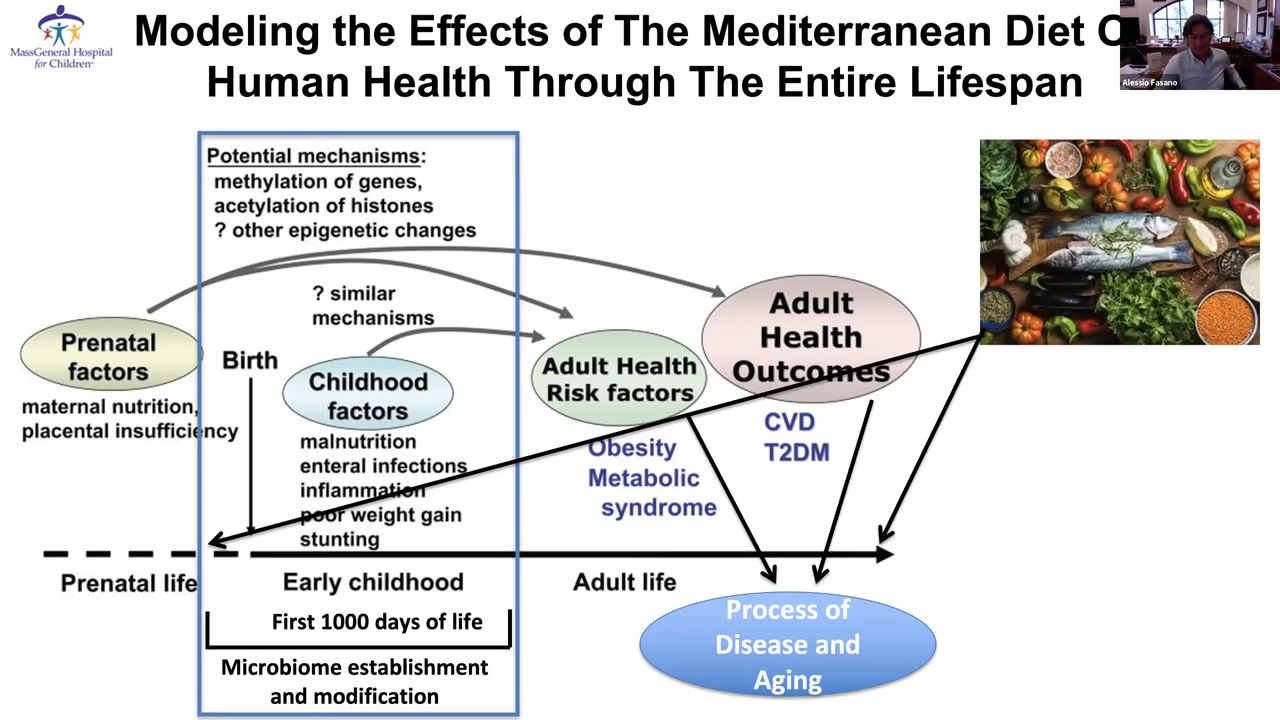 MassGeneral Hospital
for Children
Modeling the Effects of The Mediterranean Diet O
Human Health Through The Entire Lifespan
Alessio Fasano
Potential mechanisms:
methylation of genes,
acetylation of histones
? other epigenetic changes
? similar
mechanisms
Prenatal
factors
maternal nutrition,
placental insufficiency
Birth
Childhood
factors
malnutrition
enteral infections
inflammation
poor weight gain
stunting
Adult Health
Risk factors
Obesity
Metabolic
syndrome
Adult
Health
Outcomes
CVD
T2DM
Prenatal life
Early childhood
Adult life
First 1000 days of life
Microbiome establishment
and modification
Process of
Disease and
Aging